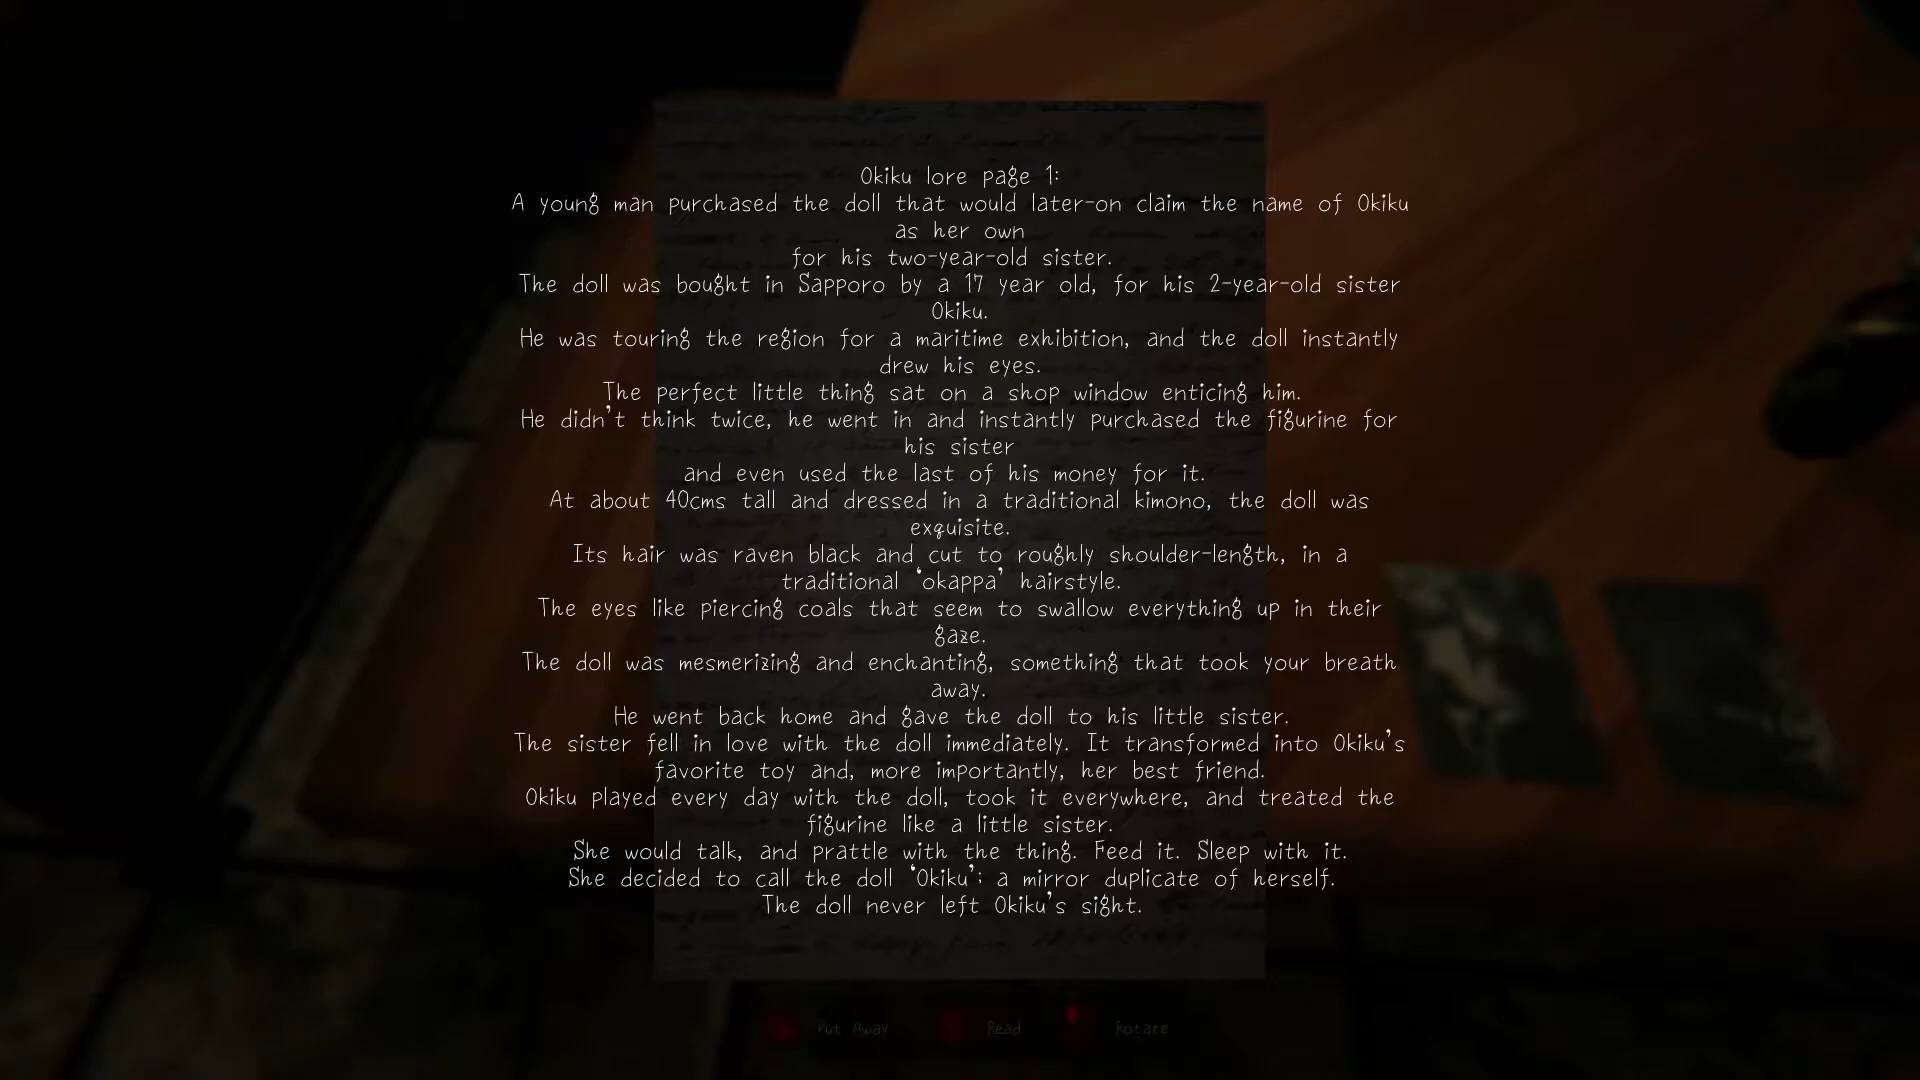 Okiku lore page 1:
A young man purchased the doll that would later-on claim the name of Okiku
as her own
for his two-year-old sister.
The doll was bought in Sapporo by a 17 year old, for his 2-year-old sister
Okiku.
He was touring the region for a maritime exhibition, and the doll instantly
drew his eyes.
The perfect little thing sat on a shop window enticing him.
He didn't think twice, he went in and instantly purchased the figurine for
his sister
and even used the last of his money for it.
At about 40cms tall and dressed in a traditional kimono, the doll was
exquisite.
Its hair was raven black and cut to roughly shoulder-length, in a
traditional ‘okappa’ hairstyle.
The eyes like piercing coals that seem to swallow everything up in their
gaze.
The doll was mesmerizing and enchanting, something that took your breath
away.
He went back home and gave the doll to his little sister.
The sister fell in love with the doll immediately. It transformed into Okiku’s
favorite toy and, more importantly, her best friend.
Okiku played every day with the doll, took it everywhere, and treated the
figurine like a little sister.
She would talk, and prattle with the thing. Feed it. Sleep with it.
She decided to call the doll ‘Okiku’; a mirror duplicate of herself.
The doll never left Okiku’s sight.
Put Away Read Rotate